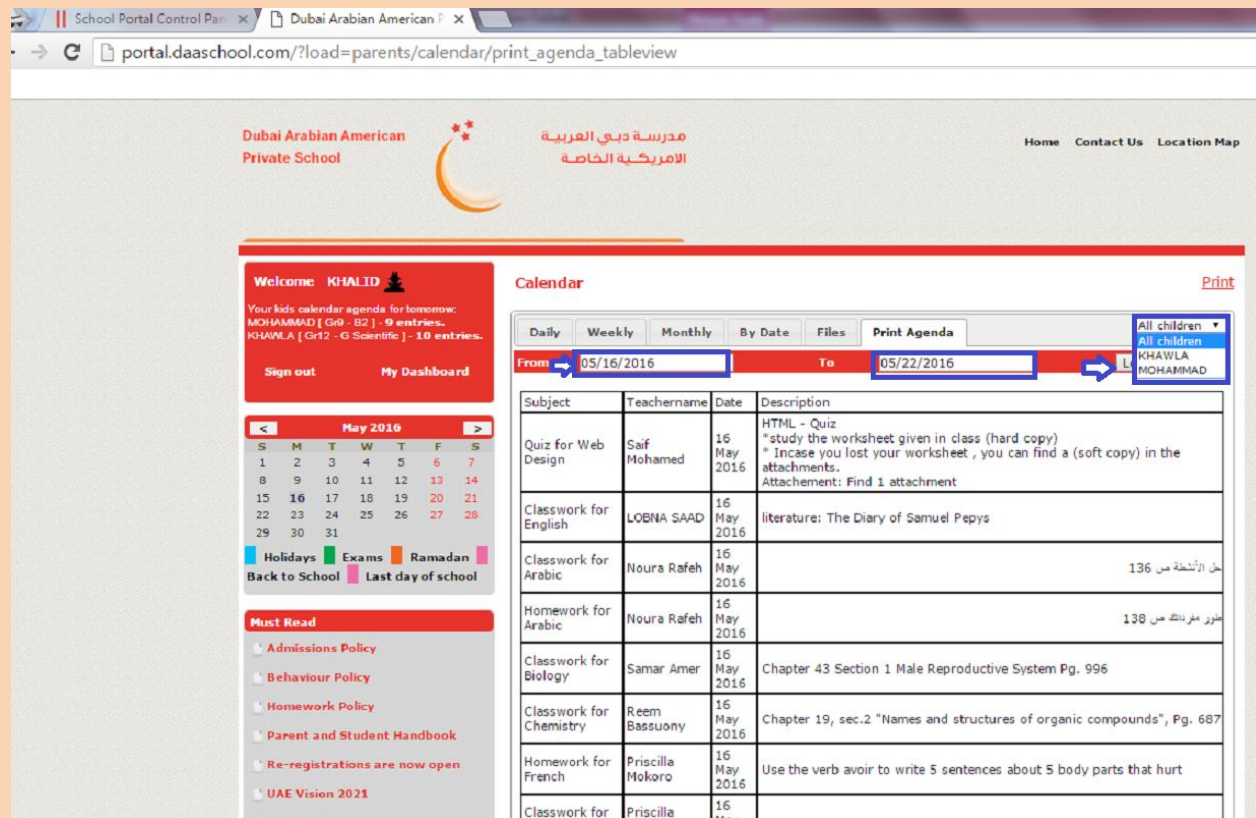 School Portal Control Pan
Dubai Arabian American P
portal.daaschool.com/?load=parents/calendar/print_agenda_tableview
Dubai Arabian American
Private School
مدرسة دبي العربية
الامريكية الخاصة
Home Contact Us Location Map
Welcome KHALID
Your kids calendar agenda for tomorrow:
MOHAMMAD [ Gr9 - B2 ] - 9 entries.
KHAWLA [ Gr12 - G Scientific ] - 10 entries.
Sign out My Dashboard
< May 2016 >
S M T W T F S
1 2 3 4 5 6 7
8 9 10 11 12 13 14
15 16 17 18 19 20 21
22 23 24 25 26 27 28
29 30 31
Holidays Exams Ramadan
Back to School Last day of school
Must Read
Admissions Policy
Behaviour Policy
Homework Policy
Parent and Student Handbook
Re-registrations are now open
UAE Vision 2021
Calendar
Print
Daily Weekly Monthly By Date Files Print Agenda
All children
All children
KHAWLA
MOHAMMAD
From 05/16/2016 To 05/22/2016
Subject Teachername Date Description
Quiz for Web
Design
Saif
Mohamed
16
May
2016
HTML - Quiz
*study the worksheet given in class (hard copy)
* Incase you lost your worksheet , you can find a (soft copy) in the
attachments.
Attachement: Find 1 attachment
Classwork for
English
LOBNA SAAD
16
May
2016
literature: The Diary of Samuel Pepys
Classwork for
Arabic
Noura Rafeh
16
May
2016
حل الأنشطة ص 136
Homework for
Arabic
Noura Rafeh
16
May
2016
طور مفرداتك ص 138
Classwork for
Biology
Samar Amer
16
May
2016
Chapter 43 Section 1 Male Reproductive System Pg. 996
Classwork for
Chemistry
Reem
Bassuony
16
May
2016
Chapter 19, sec.2 "Names and structures of organic compounds", Pg. 687
Homework for
French
Priscilla
Mokoro
16
May
2016
Use the verb avoir to write 5 sentences about 5 body parts that hurt
Classwork for
Priscilla
16